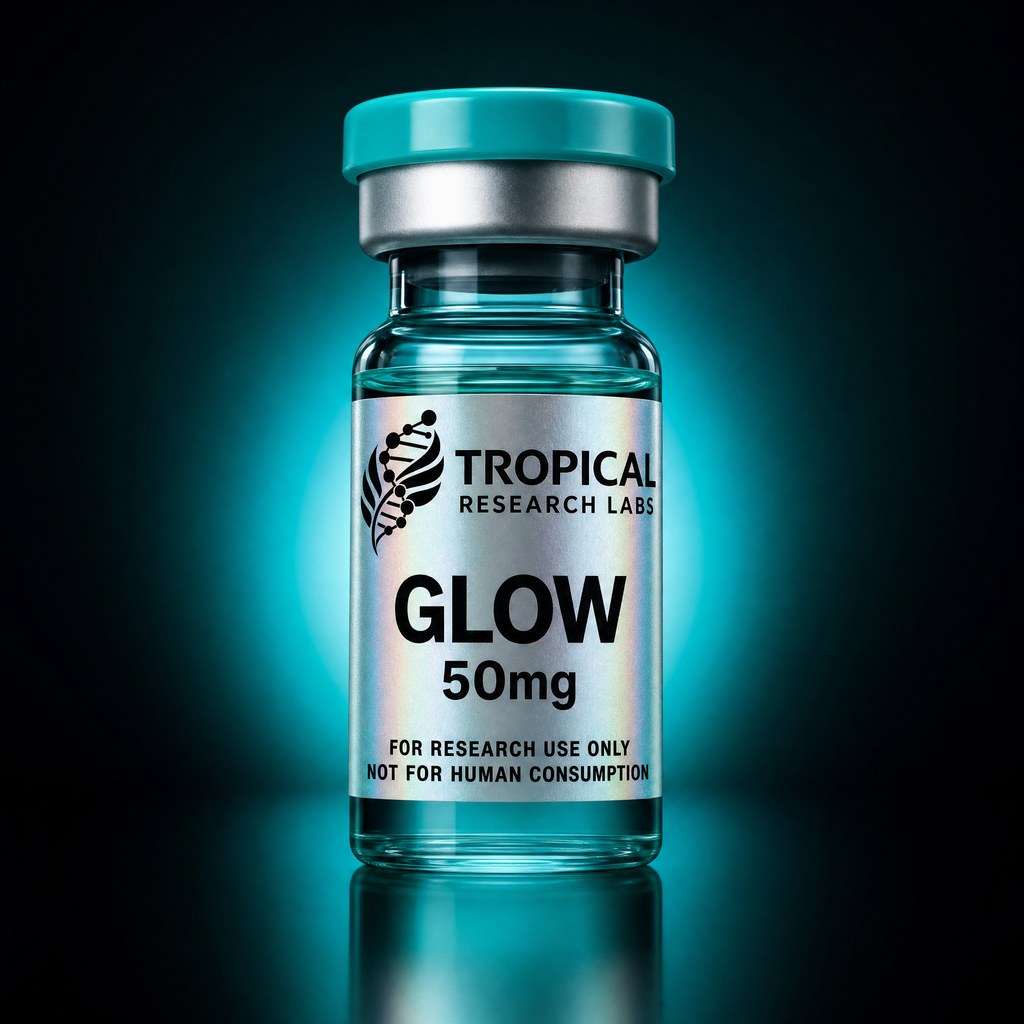 TROPICAL
RESEARCH LABS
GLOW
50mg
FOR RESEARCH USE ONLY
NOT FOR HUMAN CONSUMPTION